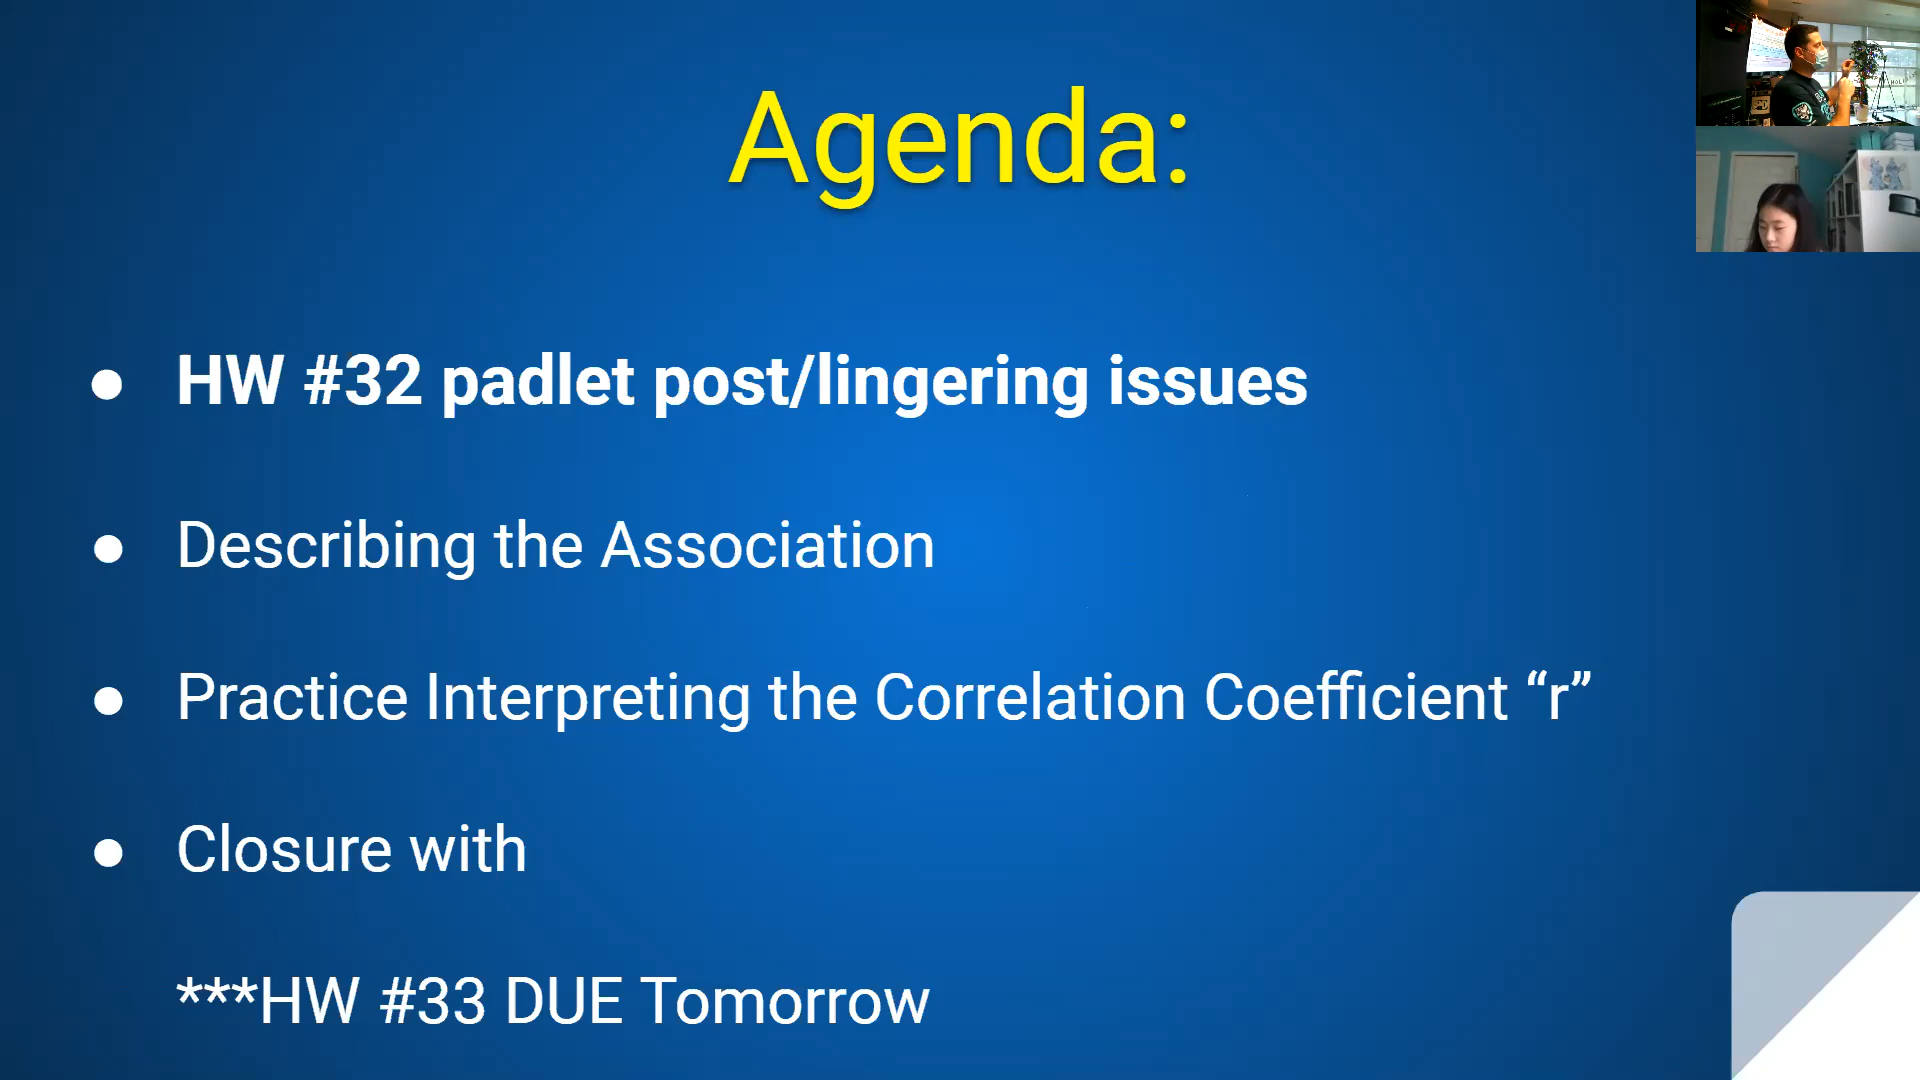 Agenda:
● HW #32 padlet post/lingering issues
● Describing the Association
● Practice Interpreting the Correlation Coefficient “r”
● Closure with
***HW #33 DUE Tomorrow